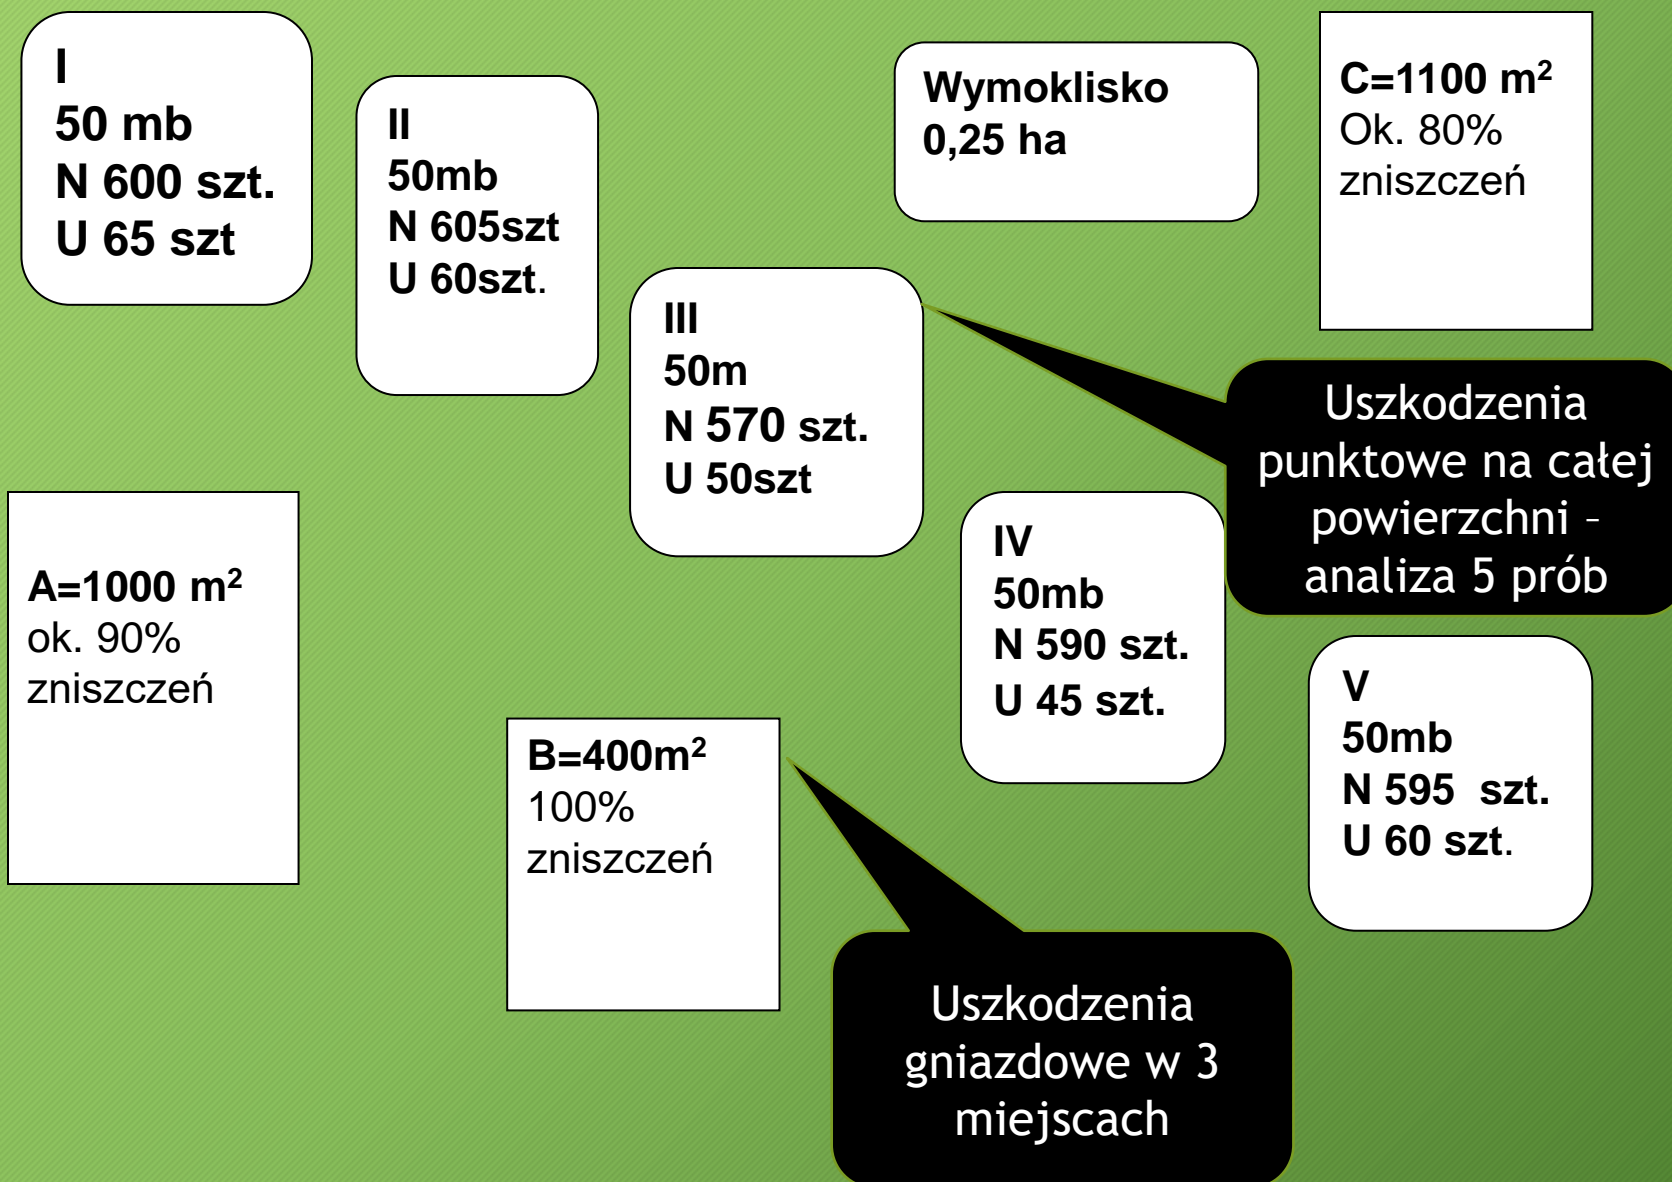 I
50 mb
N 600 szt.
U 65 szt
II
50mb
N 605szt
U 60szt.
III
50m
N 570 szt.
U 50szt
Wymoklisko
0,25 ha
C=1100 m²
Ok. 80%
zniszczeń
Uszkodzenia
punktowe na całej
powierzchni –
analiza 5 prób
A=1000 m²
ok. 90%
zniszczeń
IV
50mb
N 590 szt.
U 45 szt.
V
50mb
N 595  szt.
U 60 szt.
B=400m²
100%
zniszczeń
Uszkodzenia
gniazdowe w 3
miejscach